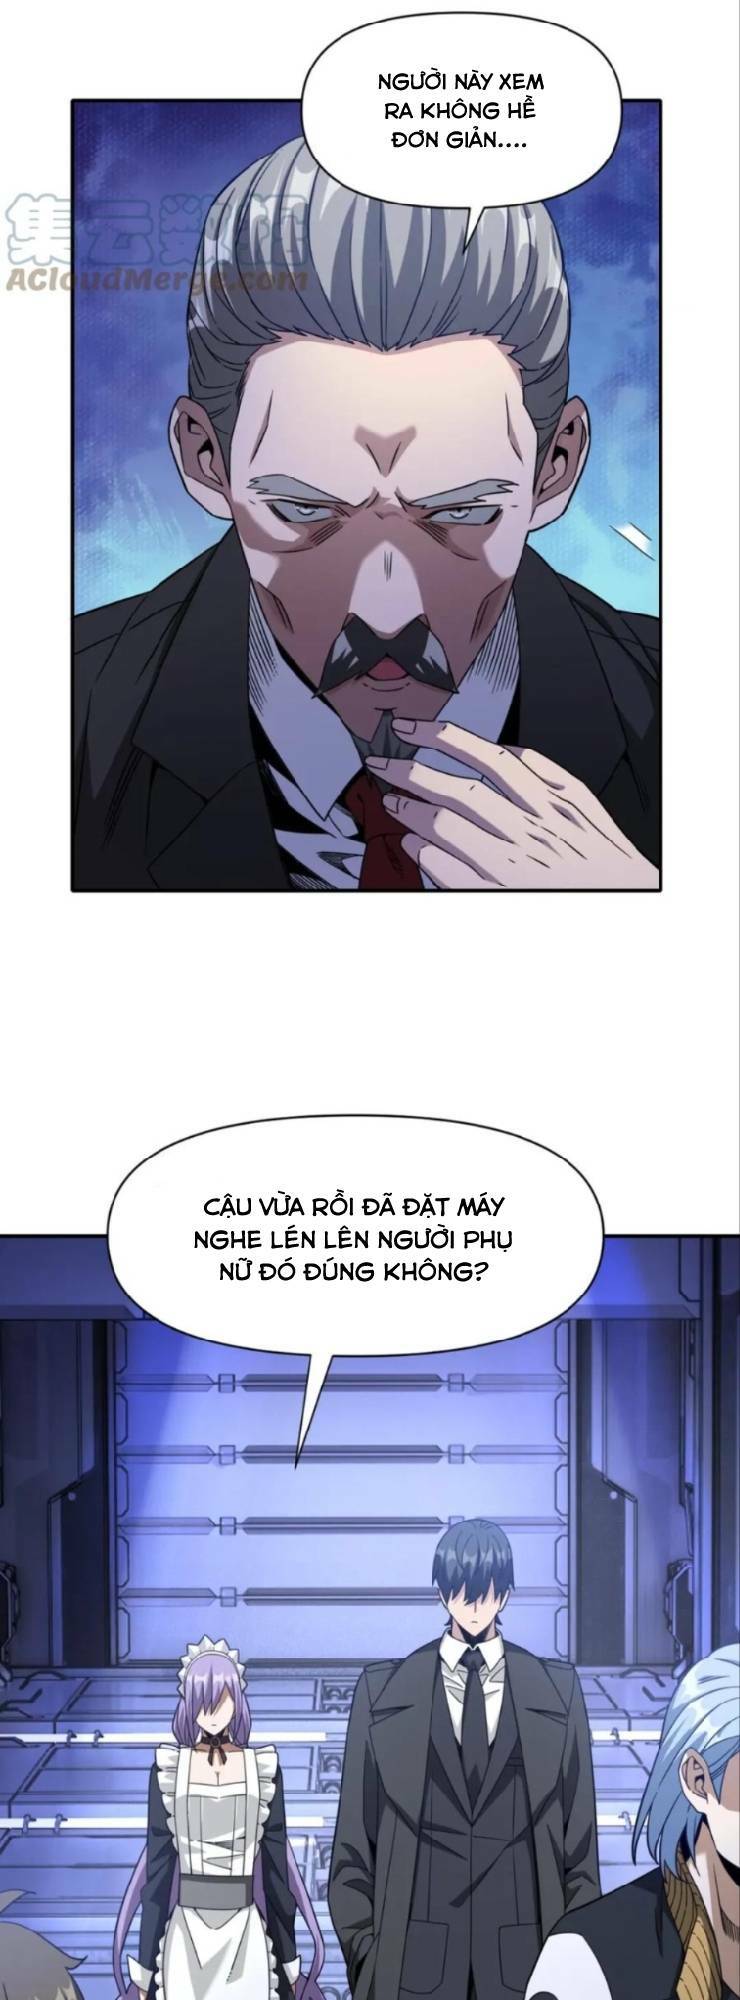 NGƯỜI NÀY XEM
RA KHÔNG HỀ
ĐƠN GIẢN....
集云数据
ACloudMerge.com
CẬU VỪA RỒI ĐÃ ĐẶT MÁY
NGHE LÉN LÊN NGƯỜI PHỤ
NỮ ĐÓ ĐÚNG KHÔNG?